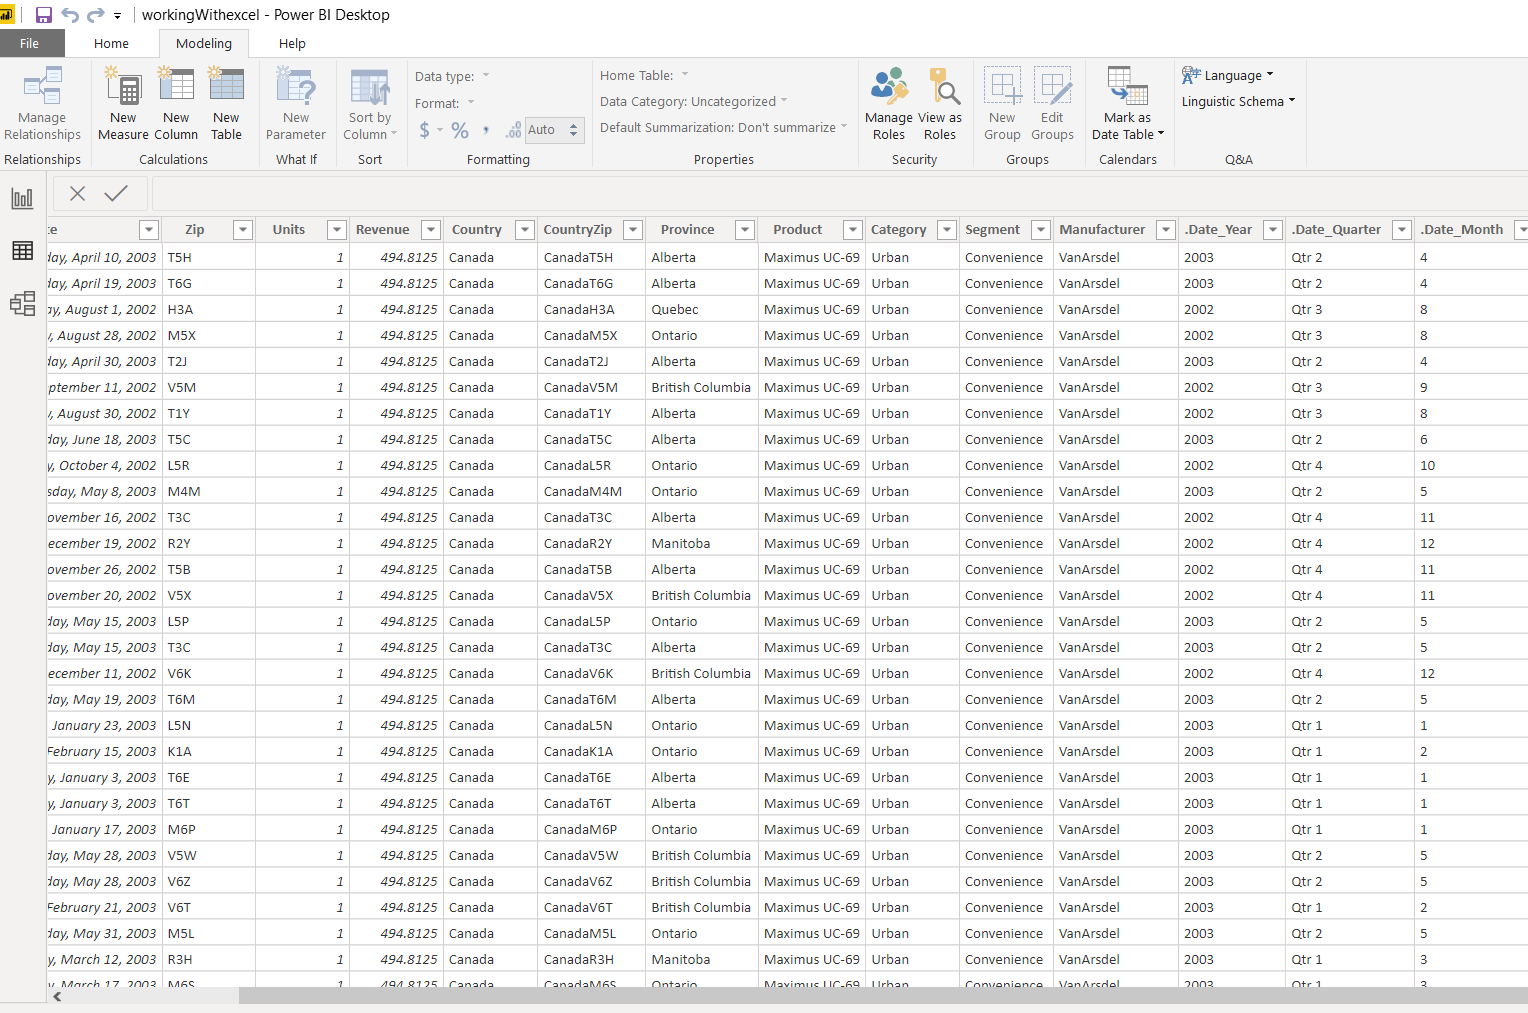 workingWithexcel - Power BI Desktop
File Home Modeling Help
Manage Relationships
Relationships
New Measure
New Column
New Table
Calculations
New Parameter
What If
Sort by Column
Sort
Data type:
Format:
$ % , .00 Auto
Formatting
Home Table:
Data Category: Uncategorized
Default Summarization: Don't summarize
Properties
Manage Roles
View as Roles
Security
New Group
Edit Groups
Groups
Mark as Date Table
Calendars
Language
Linguistic Schema
Q&A
te Zip Units Revenue Country CountryZip Province Product Category Segment Manufacturer .Date_Year .Date_Quarter .Date_Month
day, April 10, 2003 T5H 1 494.8125 Canada CanadaT5H Alberta Maximus UC-69 Urban Convenience VanArsdel 2003 Qtr 2 4
day, April 19, 2003 T6G 1 494.8125 Canada CanadaT6G Alberta Maximus UC-69 Urban Convenience VanArsdel 2003 Qtr 2 4
ay, August 1, 2002 H3A 1 494.8125 Canada CanadaH3A Quebec Maximus UC-69 Urban Convenience VanArsdel 2002 Qtr 3 8
y, August 28, 2002 M5X 1 494.8125 Canada CanadaM5X Ontario Maximus UC-69 Urban Convenience VanArsdel 2002 Qtr 3 8
day, April 30, 2003 T2J 1 494.8125 Canada CanadaT2J Alberta Maximus UC-69 Urban Convenience VanArsdel 2003 Qtr 2 4
eptember 11, 2002 V5M 1 494.8125 Canada CanadaV5M British Columbia Maximus UC-69 Urban Convenience VanArsdel 2002 Qtr 3 9
y, August 30, 2002 T1Y 1 494.8125 Canada CanadaT1Y Alberta Maximus UC-69 Urban Convenience VanArsdel 2002 Qtr 3 8
day, June 18, 2003 T5C 1 494.8125 Canada CanadaT5C Alberta Maximus UC-69 Urban Convenience VanArsdel 2003 Qtr 2 6
y, October 4, 2002 L5R 1 494.8125 Canada CanadaL5R Ontario Maximus UC-69 Urban Convenience VanArsdel 2002 Qtr 4 10
sday, May 8, 2003 M4M 1 494.8125 Canada CanadaM4M Ontario Maximus UC-69 Urban Convenience VanArsdel 2003 Qtr 2 5
ovember 16, 2002 T3C 1 494.8125 Canada CanadaT3C Alberta Maximus UC-69 Urban Convenience VanArsdel 2002 Qtr 4 11
ecember 19, 2002 R2Y 1 494.8125 Canada CanadaR2Y Manitoba Maximus UC-69 Urban Convenience VanArsdel 2002 Qtr 4 12
ovember 26, 2002 T5B 1 494.8125 Canada CanadaT5B Alberta Maximus UC-69 Urban Convenience VanArsdel 2002 Qtr 4 11
ovember 20, 2002 V5X 1 494.8125 Canada CanadaV5X British Columbia Maximus UC-69 Urban Convenience VanArsdel 2002 Qtr 4 11
day, May 15, 2003 L5P 1 494.8125 Canada CanadaL5P Ontario Maximus UC-69 Urban Convenience VanArsdel 2003 Qtr 2 5
day, May 15, 2003 T3C 1 494.8125 Canada CanadaT3C Alberta Maximus UC-69 Urban Convenience VanArsdel 2003 Qtr 2 5
ecember 11, 2002 V6K 1 494.8125 Canada CanadaV6K British Columbia Maximus UC-69 Urban Convenience VanArsdel 2002 Qtr 4 12
day, May 19, 2003 T6M 1 494.8125 Canada CanadaT6M Alberta Maximus UC-69 Urban Convenience VanArsdel 2003 Qtr 2 5
, January 23, 2003 L5N 1 494.8125 Canada CanadaL5N Ontario Maximus UC-69 Urban Convenience VanArsdel 2003 Qtr 1 1
February 15, 2003 K1A 1 494.8125 Canada CanadaK1A Ontario Maximus UC-69 Urban Convenience VanArsdel 2003 Qtr 1 2
y, January 3, 2003 T6E 1 494.8125 Canada CanadaT6E Alberta Maximus UC-69 Urban Convenience VanArsdel 2003 Qtr 1 1
y, January 3, 2003 T6T 1 494.8125 Canada CanadaT6T Alberta Maximus UC-69 Urban Convenience VanArsdel 2003 Qtr 1 1
, January 17, 2003 M6P 1 494.8125 Canada CanadaM6P Ontario Maximus UC-69 Urban Convenience VanArsdel 2003 Qtr 1 1
day, May 28, 2003 V5W 1 494.8125 Canada CanadaV5W British Columbia Maximus UC-69 Urban Convenience VanArsdel 2003 Qtr 2 5
day, May 28, 2003 V6Z 1 494.8125 Canada CanadaV6Z British Columbia Maximus UC-69 Urban Convenience VanArsdel 2003 Qtr 2 5
February 21, 2003 V6T 1 494.8125 Canada CanadaV6T British Columbia Maximus UC-69 Urban Convenience VanArsdel 2003 Qtr 1 2
day, May 31, 2003 M5L 1 494.8125 Canada CanadaM5L Ontario Maximus UC-69 Urban Convenience VanArsdel 2003 Qtr 2 5
y, March 12, 2003 R3H 1 494.8125 Canada CanadaR3H Manitoba Maximus UC-69 Urban Convenience VanArsdel 2003 Qtr 1 3
y, March 17, 2003 M6S 1 494.8125 Canada CanadaM6S Ontario Maximus UC-69 Urban Convenience VanArsdel 2003 Qtr 1 3